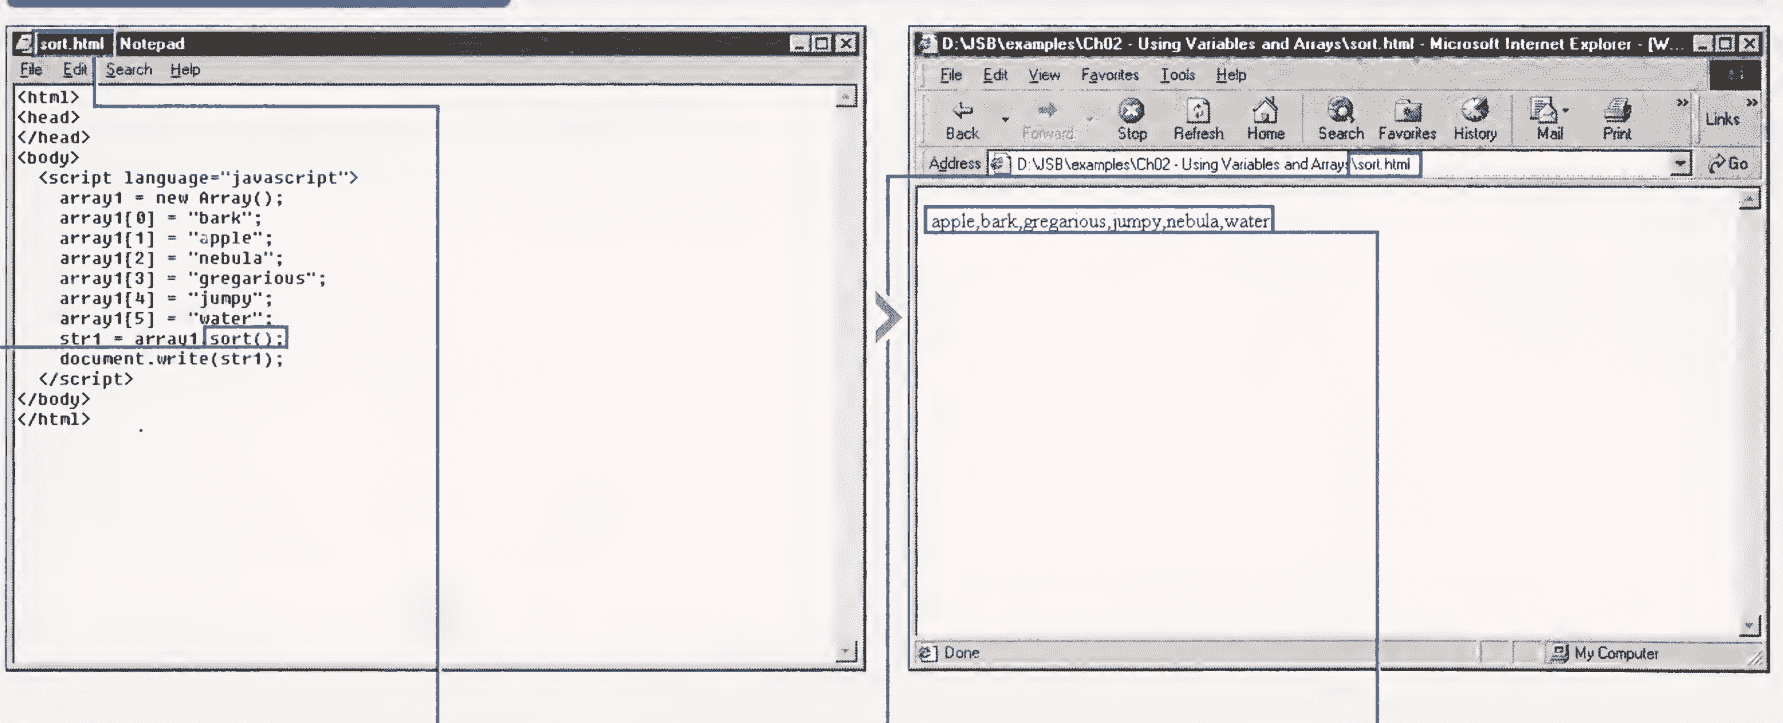 sort.html Notepad
File Edit Search Help
<html>
<head>
</head>
<body>
<script language="javascript">
array1 = new Array();
array1[0] = "bark";
array1[1] = "apple";
array1[2] = "nebula";
array1[3] = "gregarious";
array1[4] = "jumpy";
array1[5] = "water";
str1 = array1.sort();
document.write(str1);
</script>
</body>
</html>
D:\JSB\examples\Ch02 - Using Variables and Arrays\sort.html - Microsoft Internet Explorer - [W...
File Edit View Favorites Tools Help
Back Forward Stop Refresh Home Search Favorites History Mail Print » Links »
Address D:\JSB\examples\Ch02 - Using Variables and Arrays\sort.html Go
apple,bark,gregarious,jumpy,nebula,water
Done My Computer